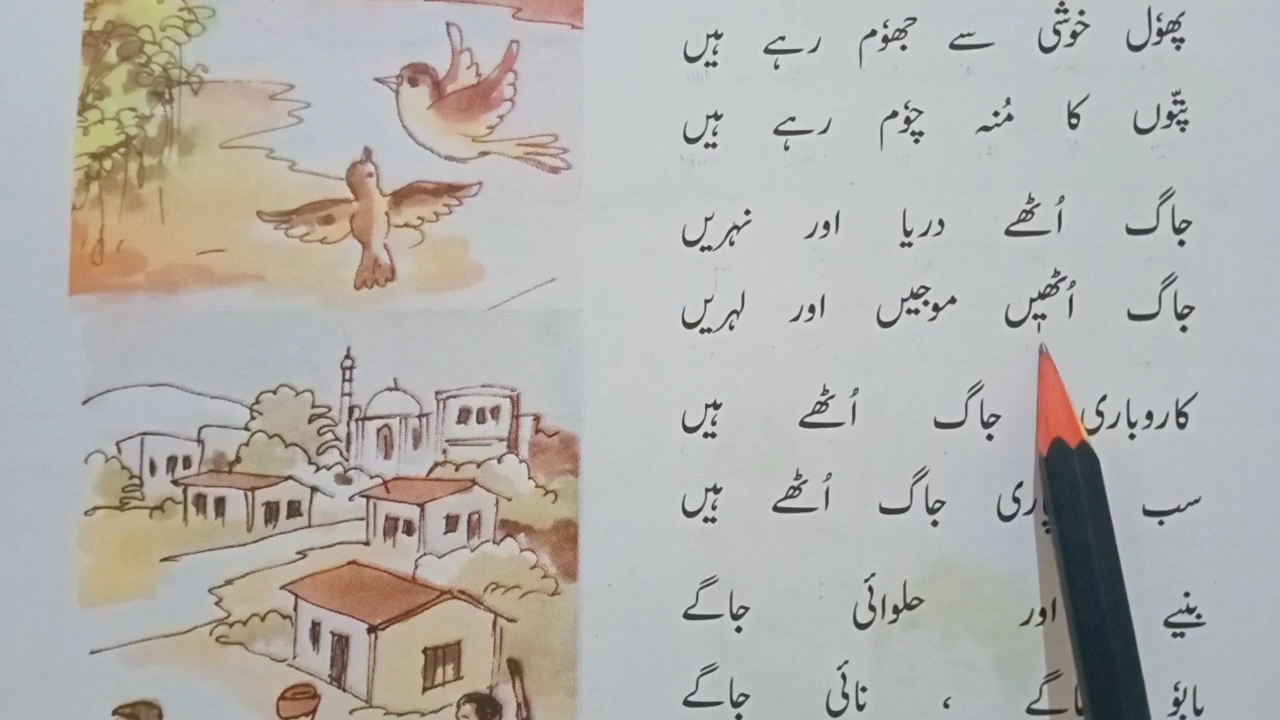 پھوٗل خوشی سے جھوٗم رہے ہیں
پتّوں کا مُنہ چوٗم رہے ہیں
جاگ اُٹھے دریا اور نہریں
جاگ اُٹھیں موجیں اور لہریں
کاروباری جاگ اُٹھے ہیں
سب جاگ اُٹھے ہیں
بنیے اور حلوائی جاگے
بابوٗ ، نائی جاگے